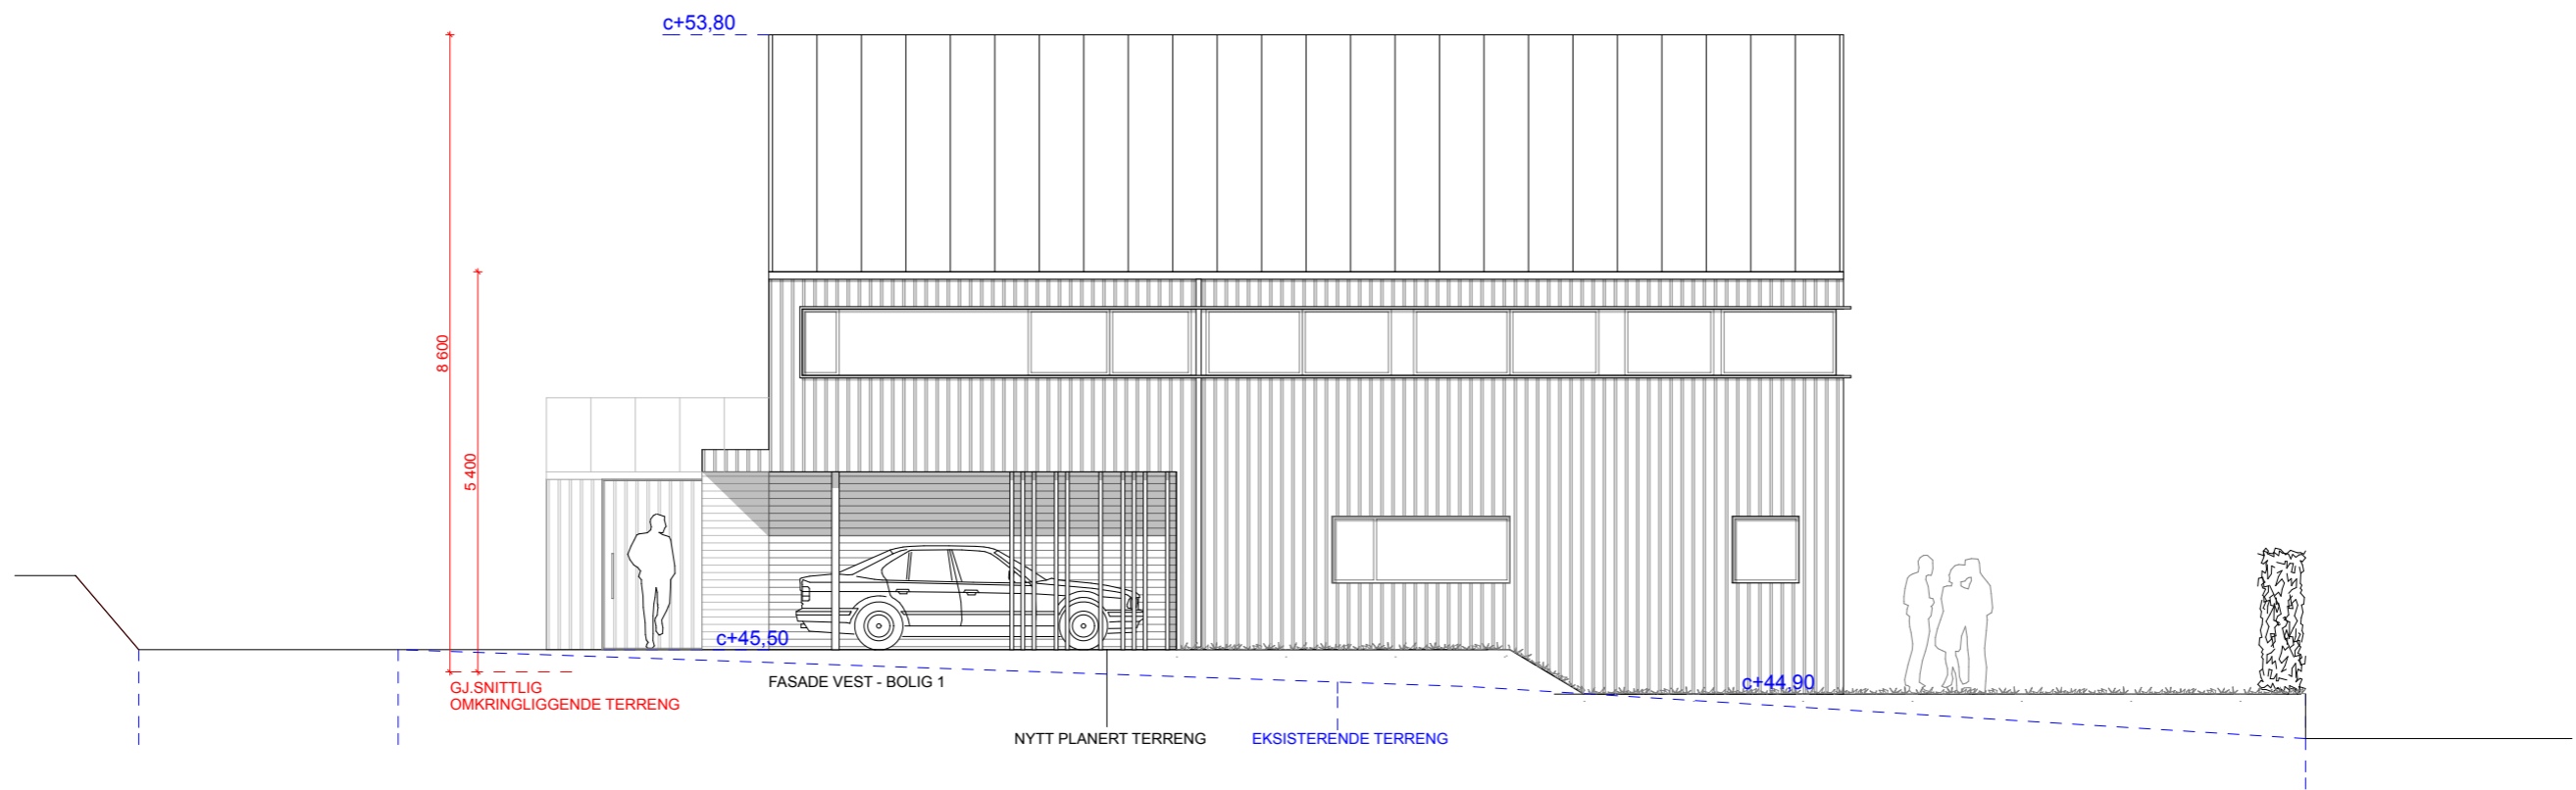 c+53,80
8 600
5 400
c+45,50
GJ.SNITTLIG
OMKRINGLIGGENDE TERRENG
FASADE VEST - BOLIG 1
c+44,90
NYTT PLANERT TERRENG
EKSISTERENDE TERRENG